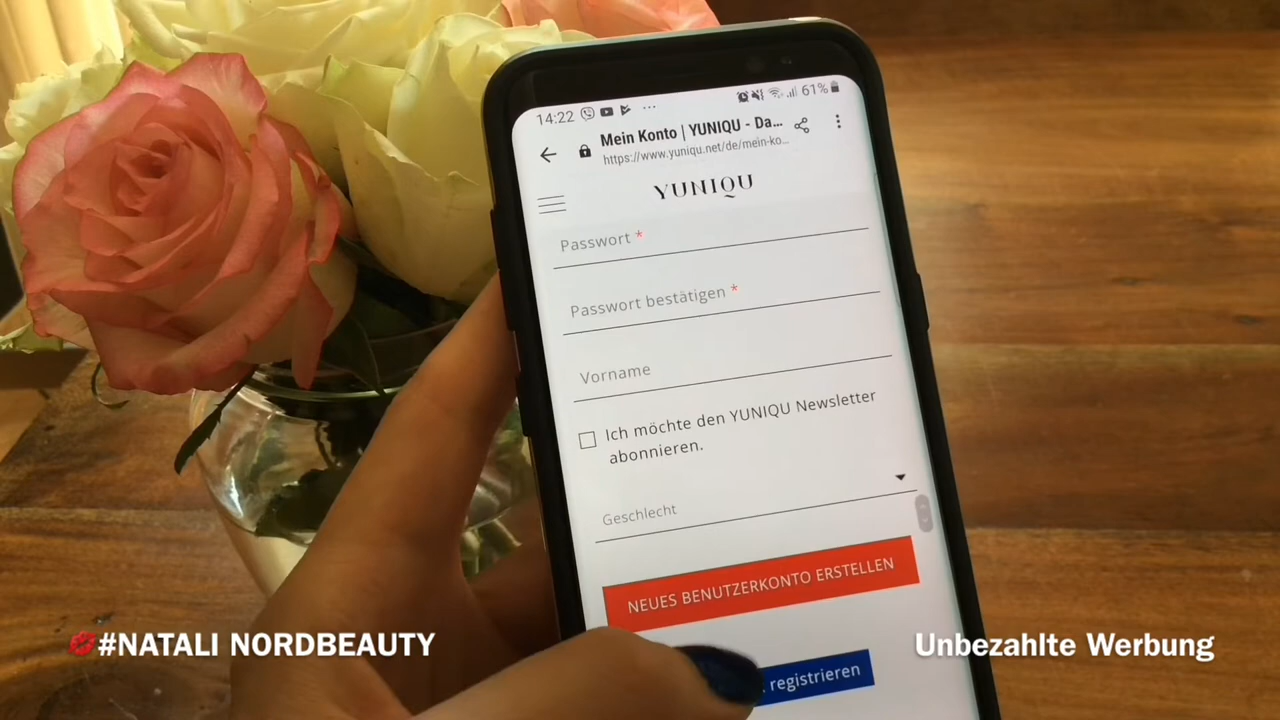 14:22 61%
Mein Konto | YUNIQU - Da...
https://www.yuniqu.net/de/mein-ko...
YUNIQU
Passwort *
Passwort bestätigen *
Vorname
Ich möchte den YUNIQU Newsletter
abonnieren.
Geschlecht
NEUES BENUTZERKONTO ERSTELLEN
registrieren
💋#NATALI NORDBEAUTY
Unbezahlte Werbung